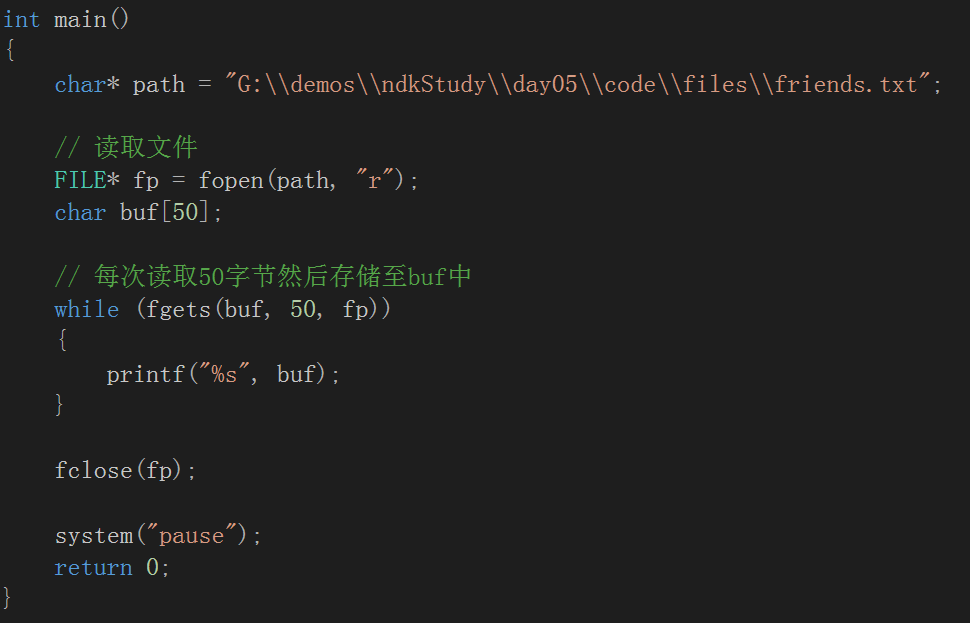 int main()
{
    char* path = "G:\\demos\\ndkStudy\\day05\\code\\files\\friends.txt";
    // 读取文件
    FILE* fp = fopen(path, "r");
    char buf[50];
    // 每次读取50字节然后存储至buf中
    while (fgets(buf, 50, fp))
    {
        printf("%s", buf);
    }
    fclose(fp);
    system("pause");
    return 0;
}